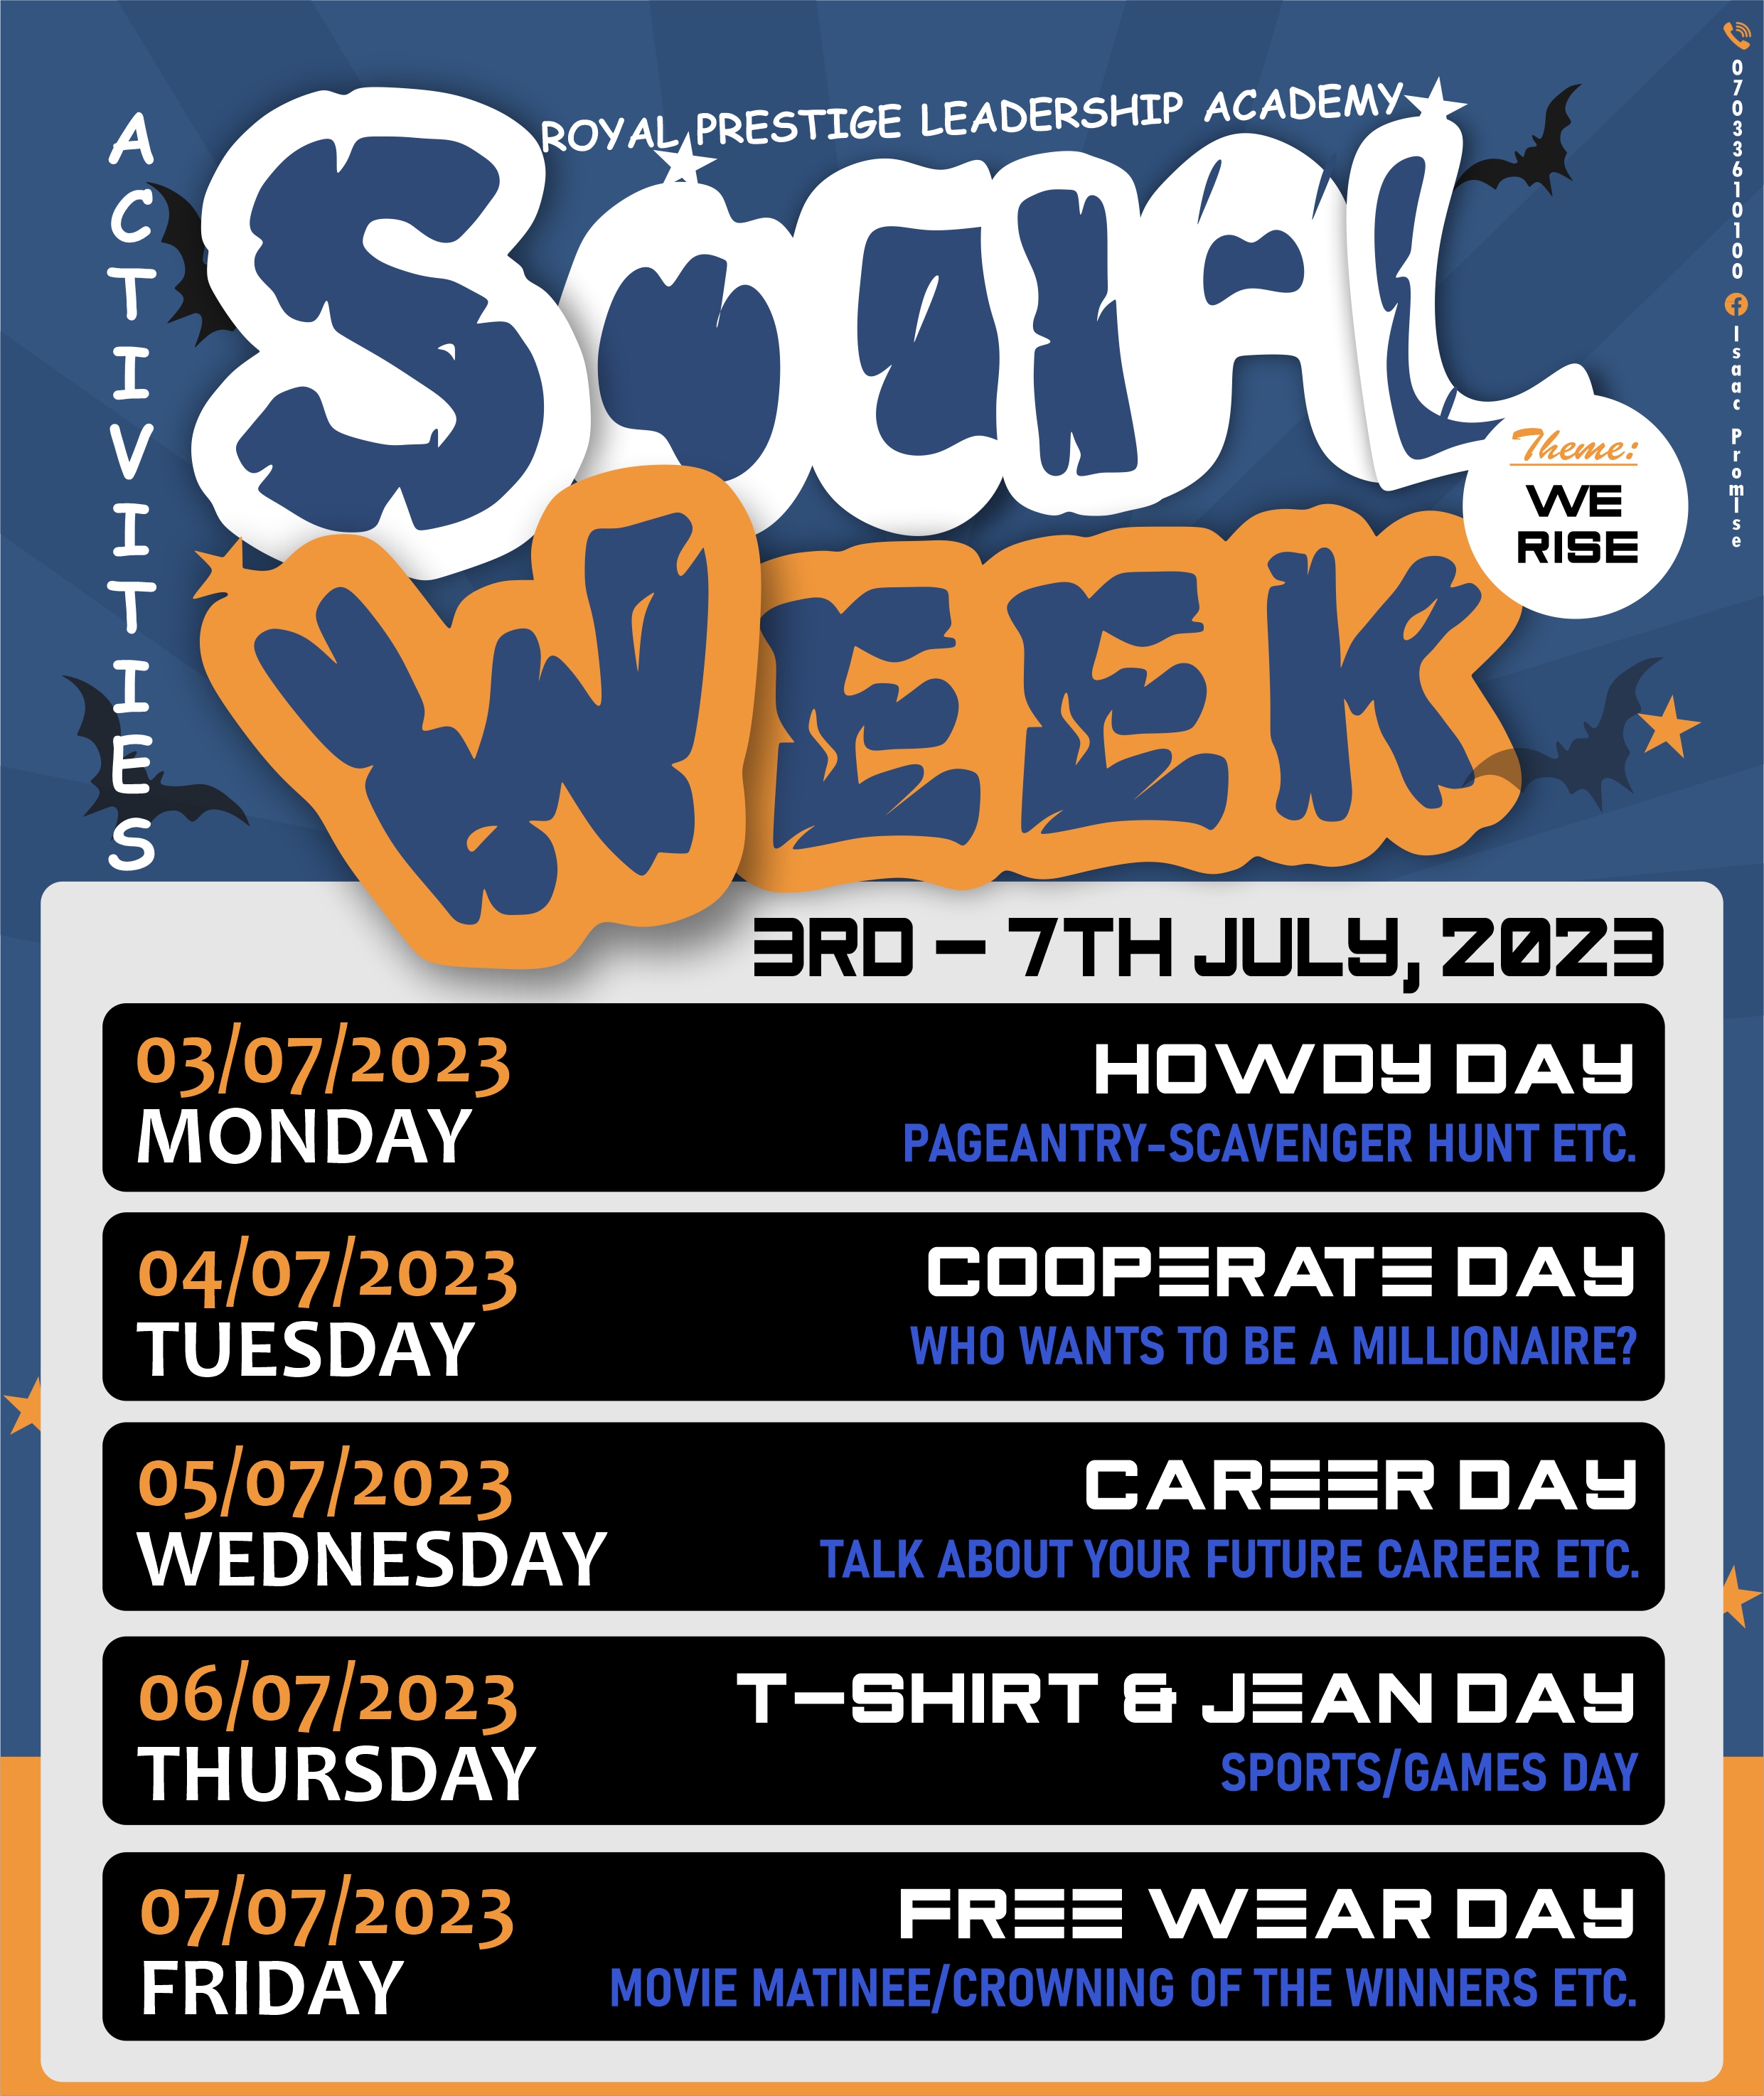 ROYAL PRESTIGE LEADERSHIP ACADEMY
SOCIAL
WEEK
ACTIVITIES
07033610100
Isaac Promise
Theme:
WE
RISE
3RD – 7TH JULY, 2023
03/07/2023
MONDAY
HOWDY DAY
PAGEANTRY-SCAVENGER HUNT ETC.
04/07/2023
TUESDAY
COOPERATE DAY
WHO WANTS TO BE A MILLIONAIRE?
05/07/2023
WEDNESDAY
CAREER DAY
TALK ABOUT YOUR FUTURE CAREER ETC.
06/07/2023
THURSDAY
T-SHIRT & JEAN DAY
SPORTS/GAMES DAY
07/07/2023
FRIDAY
FREE WEAR DAY
MOVIE MATINEE/CROWNING OF THE WINNERS ETC.